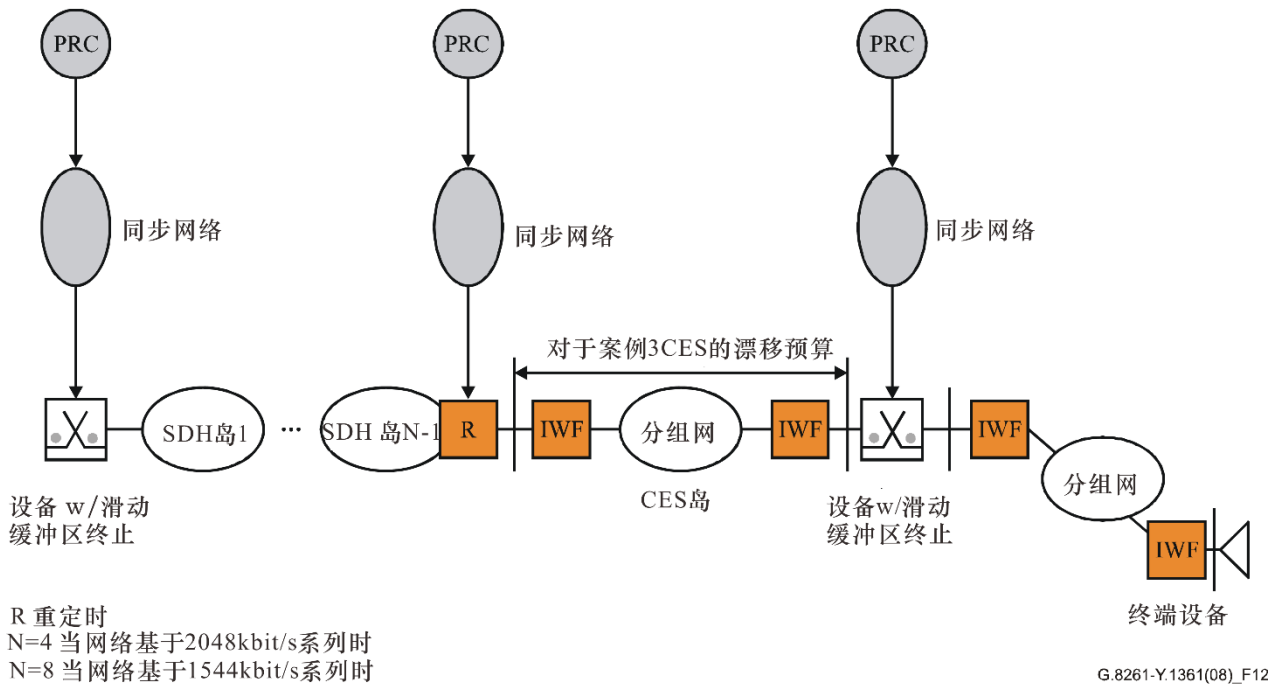 PRC
PRC
PRC
同步网络
同步网络
同步网络
对于案例3CES的漂移预算
SDH岛1
...
SDH 岛N-1
R
IWF
分组网
IWF
IWF
CES岛
分组网
设备 w/滑动
缓冲区终止
设备w/滑动
缓冲区终止
IWF
终端设备
R 重定时
N=4 当网络基于2048kbit/s系列时
N=8 当网络基于1544kbit/s系列时
G.8261-Y.1361(08)_F12